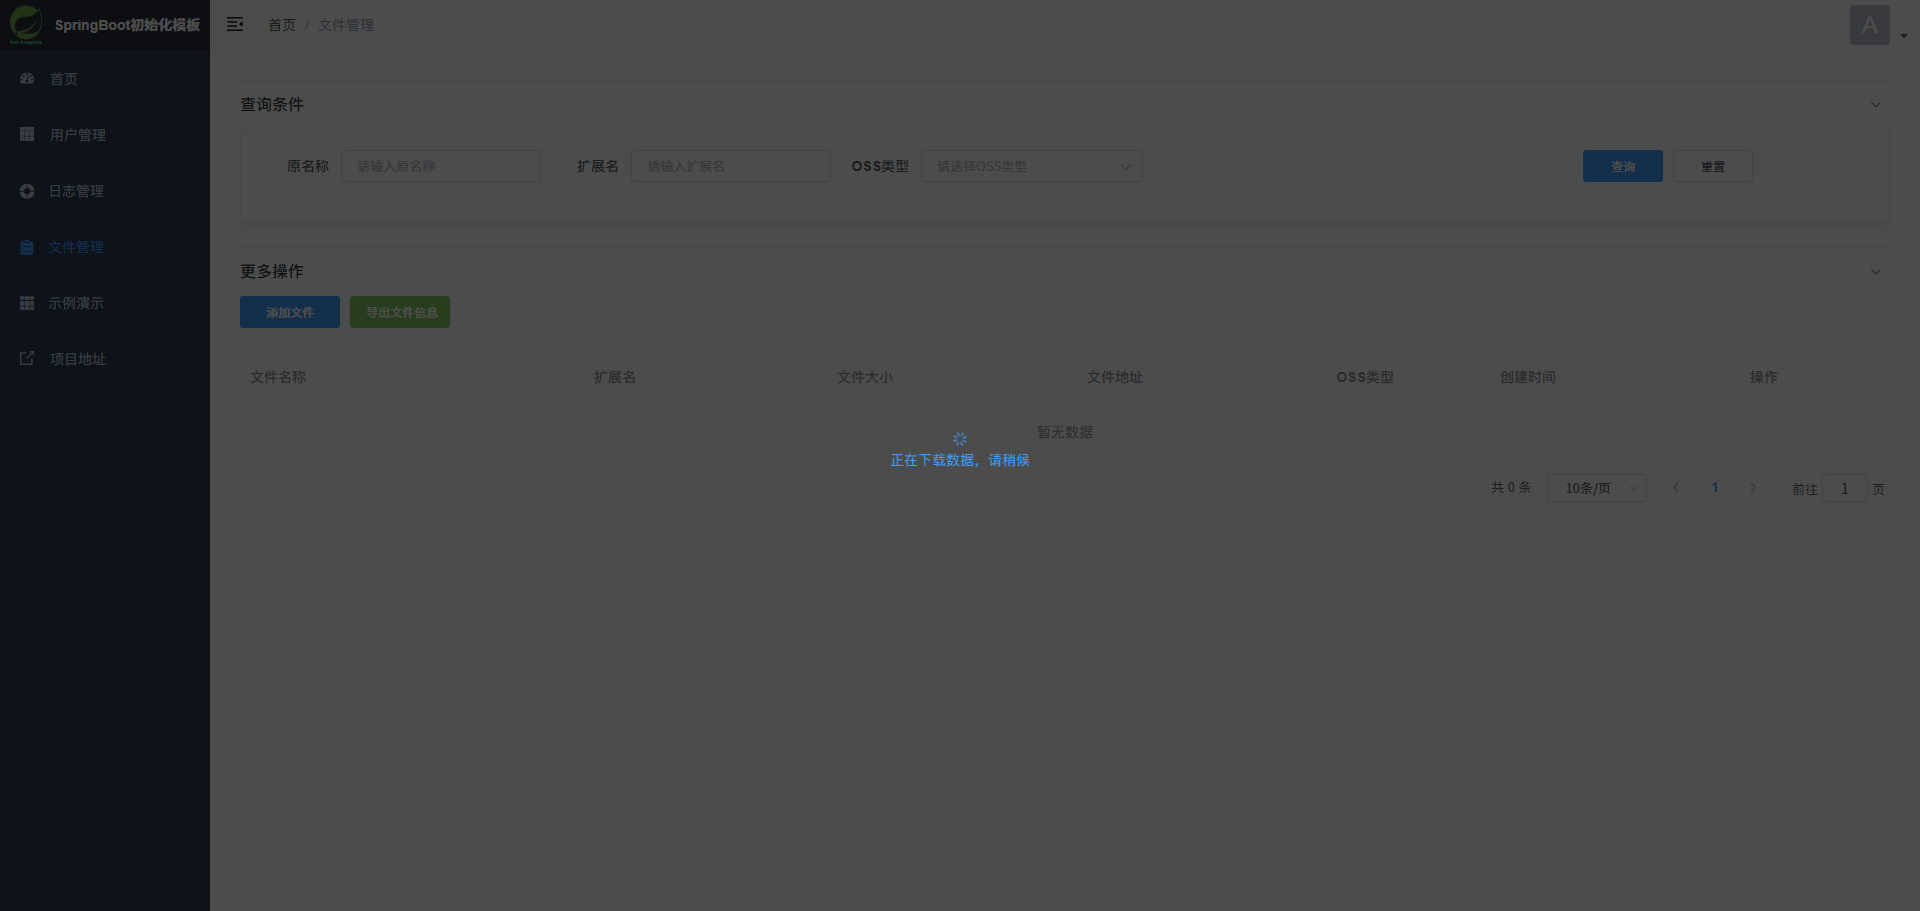 SpringBoot初始化模板
首页
用户管理
日志管理
文件管理
示例演示
项目地址
首页 / 文件管理
A
查询条件
原名称 请输入原名称 扩展名 请输入扩展名 OSS类型 请选择OSS类型 查询 重置
更多操作
添加文件 导出文件信息
文件名称 扩展名 文件大小 文件地址 OSS类型 创建时间 操作
暂无数据
正在下载数据，请稍候
共 0 条 10条/页 1 前往 1 页